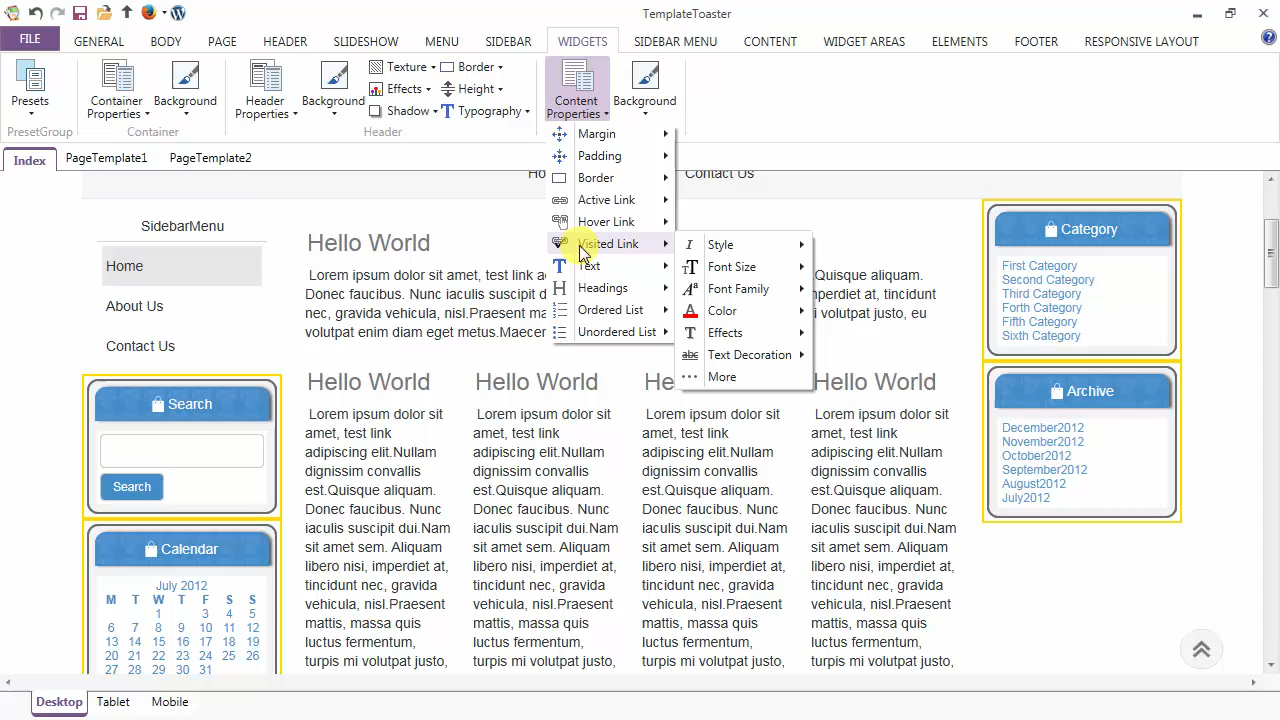 TemplateToaster
FILE GENERAL BODY PAGE HEADER SLIDESHOW MENU SIDEBAR WIDGETS SIDEBAR MENU CONTENT WIDGET AREAS ELEMENTS FOOTER RESPONSIVE LAYOUT
Presets
Container Properties
Background
Header Properties
Background
Texture
Effects
Shadow
Border
Height
Typography
Content Properties
Background
PresetGroup Container Header
Index PageTemplate1 PageTemplate2
Margin
Padding
Border
Active Link
Hover Link
Visited Link
Text
Headings
Ordered List
Unordered List
Style
Font Size
Font Family
Color
Effects
Text Decoration
More
Ho
Contact Us
SidebarMenu
Home
About Us
Contact Us
Search
Search
Calendar
July 2012
M T W T F S S
1 3 4 5
6 7 8 9 10 11 12
13 14 15 16 17 18 19
20 21 22 23 24 25 26
27 28 29 30 31
Hello World
Lorem ipsum dolor sit amet, test link
Donec faucibus. Nunc iaculis suscipit
nec, gravida vehicula, nisl.Praesent m
voluptatem diam eget metus.Maecer
.Quisque aliquam.
i, imperdiet at, tincidunt
tincidunt justo, eu
Hello World
Lorem ipsum dolor sit
amet, test link
adipiscing elit.Nullam
dignissim convallis
est.Quisque aliquam.
Donec faucibus. Nunc
iaculis suscipit dui.Nam
sit amet sem. Aliquam
libero nisi, imperdiet at,
tincidunt nec, gravida
vehicula, nisl.Praesent
mattis, massa quis
luctus fermentum,
turpis mi volutpat justo,
Hello World
Lorem ipsum dolor sit
amet, test link
adipiscing elit.Nullam
dignissim convallis
est.Quisque aliquam.
Donec faucibus. Nunc
iaculis suscipit dui.Nam
sit amet sem. Aliquam
libero nisi, imperdiet at,
tincidunt nec, gravida
vehicula, nisl.Praesent
mattis, massa quis
luctus fermentum,
turpis mi volutpat justo,
He
Lorem ipsum dolor sit
amet, test link
adipiscing elit.Nullam
dignissim convallis
est.Quisque aliquam.
Donec faucibus. Nunc
iaculis suscipit dui.Nam
sit amet sem. Aliquam
libero nisi, imperdiet at,
tincidunt nec, gravida
vehicula, nisl.Praesent
mattis, massa quis
luctus fermentum,
turpis mi volutpat justo,
Hello World
Lorem ipsum dolor sit
amet, test link
adipiscing elit.Nullam
dignissim convallis
est.Quisque aliquam.
Donec faucibus. Nunc
iaculis suscipit dui.Nam
sit amet sem. Aliquam
libero nisi, imperdiet at,
tincidunt nec, gravida
vehicula, nisl.Praesent
mattis, massa quis
luctus fermentum,
turpis mi volutpat justo,
Category
First Category
Second Category
Third Category
Forth Category
Fifth Category
Sixth Category
Archive
December2012
November2012
October2012
September2012
August2012
July2012
Desktop Tablet Mobile